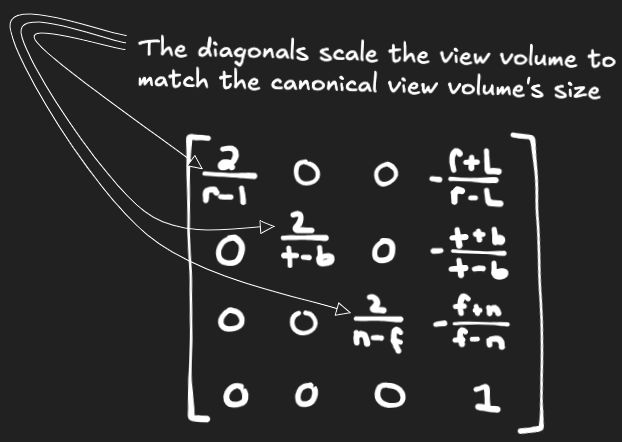 The diagonals scale the view volume to
match the canonical view volume's size
2/(r-l) 0 0 -(r+L)/(r-L)
0 2/(t-b) 0 -(t+b)/(t-b)
0 0 2/(n-f) -(f+n)/(f-n)
0 0 0 1